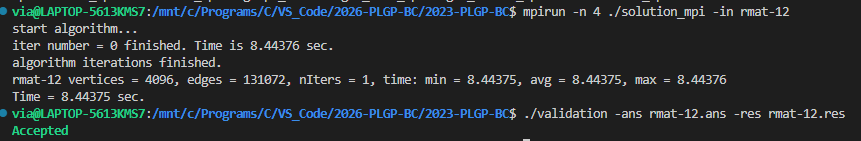 via@LAPTOP-5613KMS7:/mnt/c/Programs/C/VS_Code/2026-PLGP-BC/2023-PLGP-BC$ mpirun -n 4 ./solution_mpi -in rmat-12
start algorithm...
iter number = 0 finished. Time is 8.44376 sec.
algorithm iterations finished.
rmat-12 vertices = 4096, edges = 131072, nIters = 1, time: min = 8.44375, avg = 8.44375, max = 8.44376
Time = 8.44375 sec.
via@LAPTOP-5613KMS7:/mnt/c/Programs/C/VS_Code/2026-PLGP-BC/2023-PLGP-BC$ ./validation -ans rmat-12.ans -res rmat-12.res
Accepted